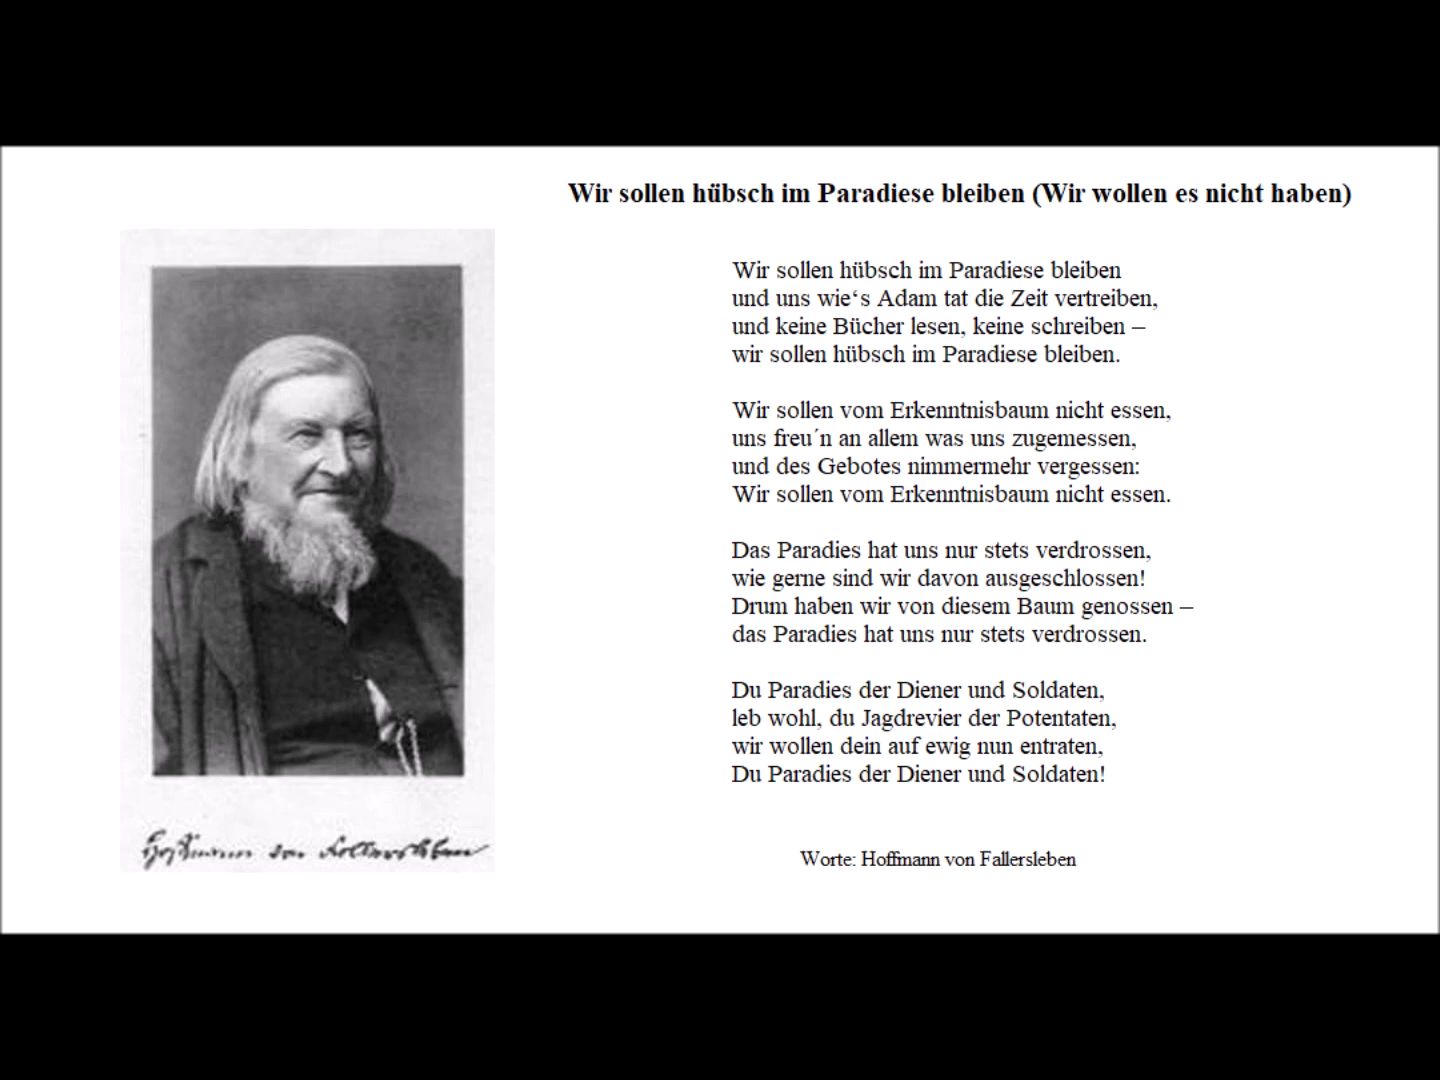 Wir sollen hübsch im Paradiese bleiben (Wir wollen es nicht haben)
Wir sollen hübsch im Paradiese bleiben
und uns wie‘s Adam tat die Zeit vertreiben,
und keine Bücher lesen, keine schreiben –
wir sollen hübsch im Paradiese bleiben.
Wir sollen vom Erkenntnisbaum nicht essen,
uns freu´n an allem was uns zugemessen,
und des Gebotes nimmermehr vergessen:
Wir sollen vom Erkenntnisbaum nicht essen.
Das Paradies hat uns nur stets verdrossen,
wie gerne sind wir davon ausgeschlossen!
Drum haben wir von diesem Baum genossen –
das Paradies hat uns nur stets verdrossen.
Du Paradies der Diener und Soldaten,
leb wohl, du Jagdrevier der Potentaten,
wir wollen dein auf ewig nun entraten,
Du Paradies der Diener und Soldaten!
Hoffmann von Fallersleben
Worte: Hoffmann von Fallersleben